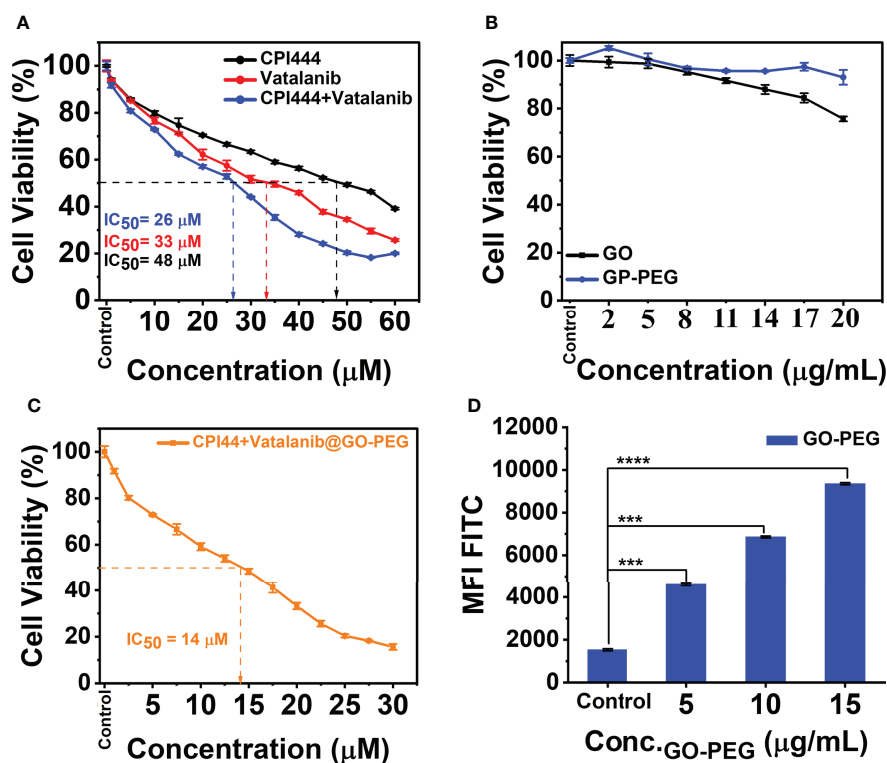 A
Cell Viability (%)
100
80
60
40
20
0
CPI444
Vatalanib
CPI444+Vatalanib
IC50= 26 μM
IC50= 33 μM
IC50= 48 μM
Control
10 20 30 40 50 60
Concentration (μM)
B
Cell Viability (%)
100
80
60
40
20
0
GO
GP-PEG
Control
2 5 8 11 14 17 20
Concentration (μg/mL)
C
Cell Viability (%)
100
80
60
40
20
0
CPI44+Vatalanib@GO-PEG
IC50 = 14 μM
Control
5 10 15 20 25 30
Concentration (μM)
D
MFI FITC
12000
10000
8000
6000
4000
2000
0
GO-PEG
****
***
***
Control 5 10 15
Conc.GO-PEG (μg/mL)